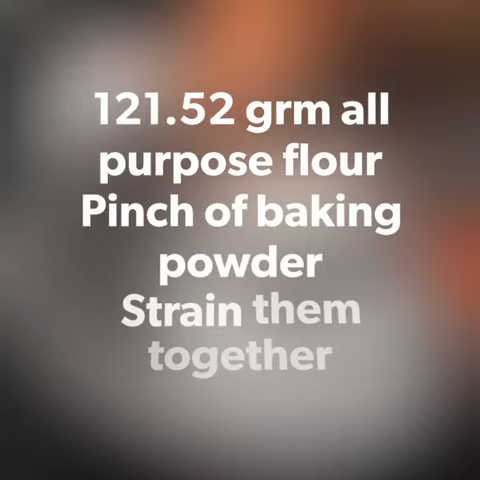 121.52 grm all
purpose flour
Pinch of baking
powder
Strain them
together